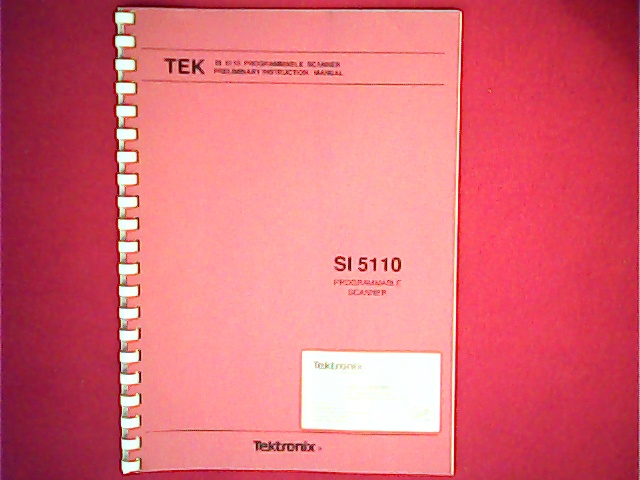 TEK
SI 5110 PROGRAMMABLE SCANNER
PRELIMINARY INSTRUCTION MANUAL
SI 5110
PROGRAMMABLE
SCANNER
Tektronix
Tektronix